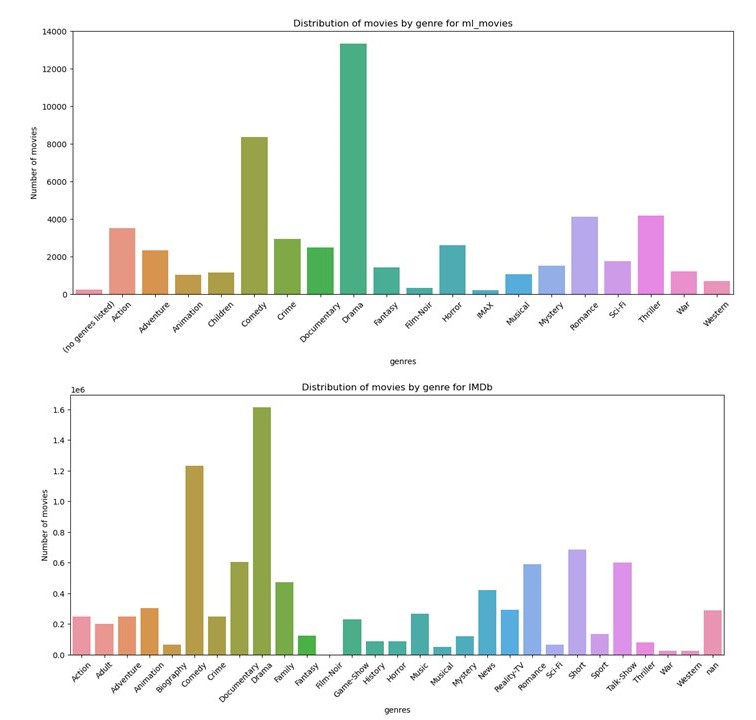 Distribution of movies by genre for ml_movies
14000
12000
10000
8000
6000
4000
2000
0
Number of movies
(no genres listed)
Action
Adventure
Animation
Children
Comedy
Crime
Documentary
Drama
Fantasy
Film-Noir
Horror
IMAX
Musical
Mystery
Romance
Sci-Fi
Thriller
War
Western
genres
Distribution of movies by genre for IMDb
1e6
1.6
1.4
1.2
1.0
0.8
0.6
0.4
0.2
0.0
Number of movies
Action
Adult
Adventure
Animation
Biography
Comedy
Crime
Documentary
Drama
Family
Fantasy
Film-Noir
Game-Show
History
Horror
Music
Musical
Mystery
News
Reality-TV
Romance
Sci-Fi
Short
Sport
Talk-Show
Thriller
War
Western
nan
genres